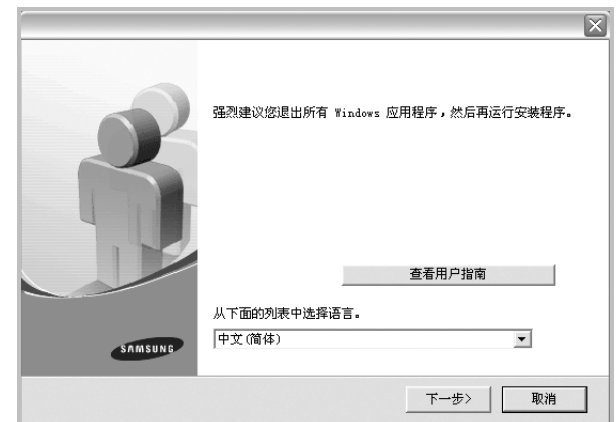 强烈建议您退出所有 Windows 应用程序，然后再运行安装程序。
查看用户指南
从下面的列表中选择语言。
中文(简体)
SAMSUNG
下一步>
取消